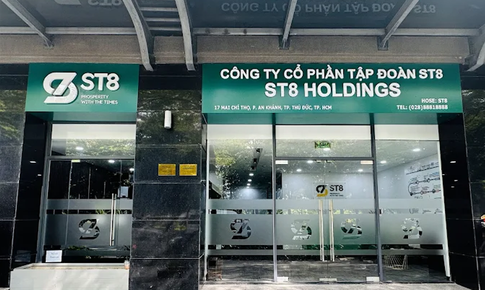 CÔNG TY CỔ PHẦN TẬP ĐOÀN ST8
ST8
PROSPERITY
WITH THE TIMES
CÔNG TY CỔ PHẦN TẬP ĐOÀN ST8
ST8 HOLDINGS
HOSE: ST8
17 MAI CHÍ THỌ, P. AN KHÁNH, TP. THỦ ĐỨC, TP. HCM
TEL: (028)88818868
ST8